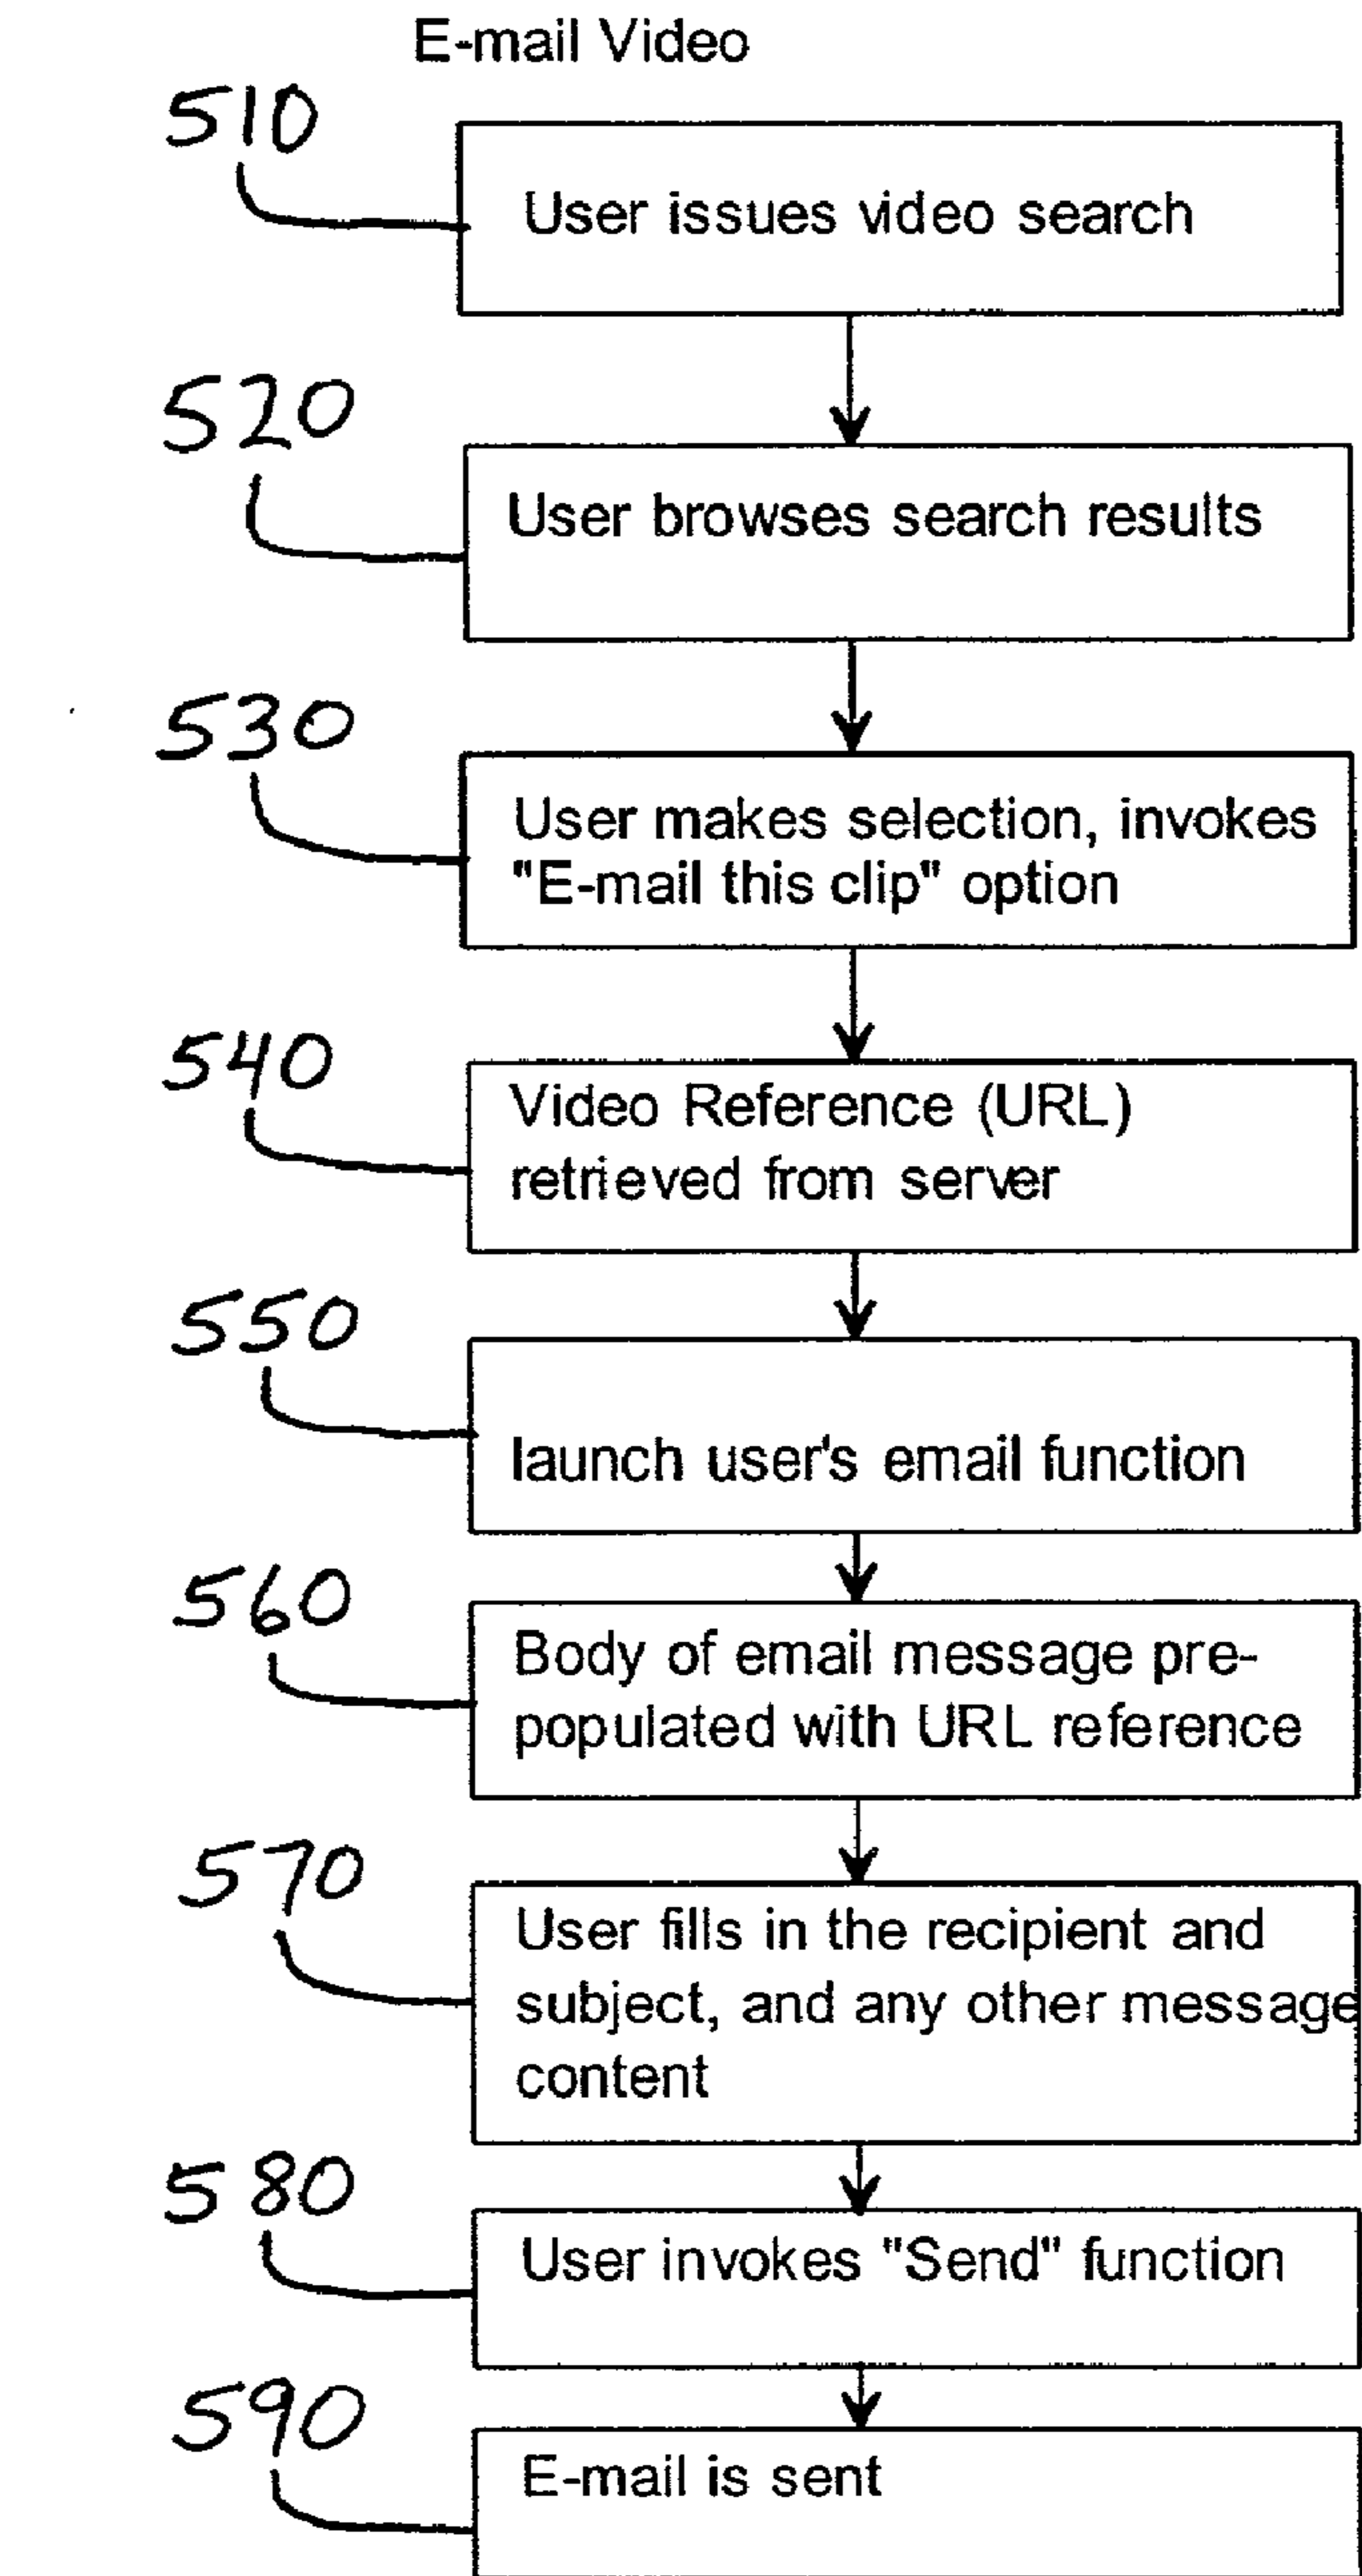 E-mail Video
510
User issues video search
520
User browses search results
530
User makes selection, invokes
"E-mail this clip" option
540
Video Reference (URL)
retrieved from server
550
launch user's email function
560
Body of email message pre-
populated with URL reference
570
User fills in the recipient and
subject, and any other message
content
580
User invokes "Send" function
590
E-mail is sent